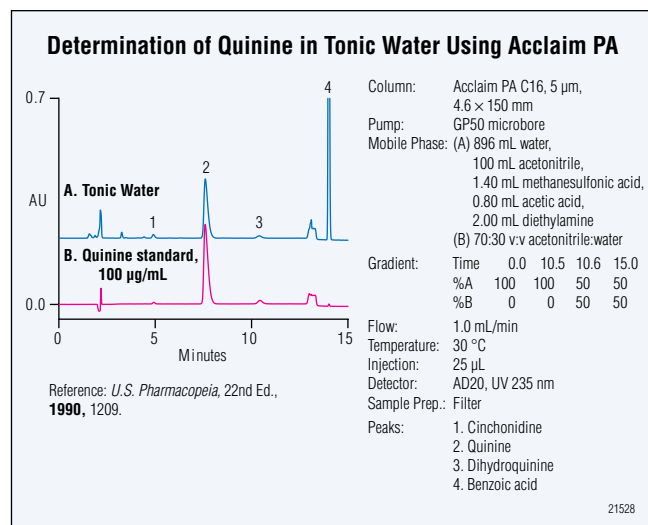 Determination of Quinine in Tonic Water Using Acclaim PA
0.7
AU
0.0
A. Tonic Water
B. Quinine standard,
100 µg/mL
1
2
3
4
0
5
10
15
Minutes
Reference: U.S. Pharmacopeia, 22nd Ed.,
1990, 1209.
Column: Acclaim PA C16, 5 µm,
4.6 × 150 mm
Pump: GP50 microbore
Mobile Phase: (A) 896 mL water,
100 mL acetonitrile,
1.40 mL methanesulfonic acid,
0.80 mL acetic acid,
2.00 mL diethylamine
(B) 70:30 v:v acetonitrile:water
Gradient: Time 0.0 10.5 10.6 15.0
%A 100 100 50 50
%B 0 0 50 50
Flow: 1.0 mL/min
Temperature: 30 °C
Injection: 25 µL
Detector: AD20, UV 235 nm
Sample Prep.: Filter
Peaks: 1. Cinchonidine
2. Quinine
3. Dihydroquinine
4. Benzoic acid
21528